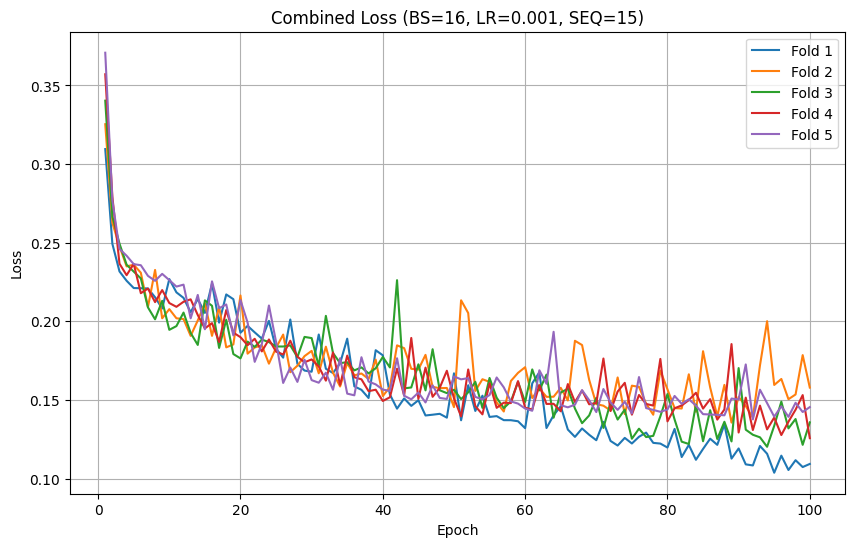 Combined Loss (BS=16, LR=0.001, SEQ=15)
Fold 1
Fold 2
Fold 3
Fold 4
Fold 5
Loss
0.35
0.30
0.25
0.20
0.15
0.10
0
20
40
60
80
100
Epoch